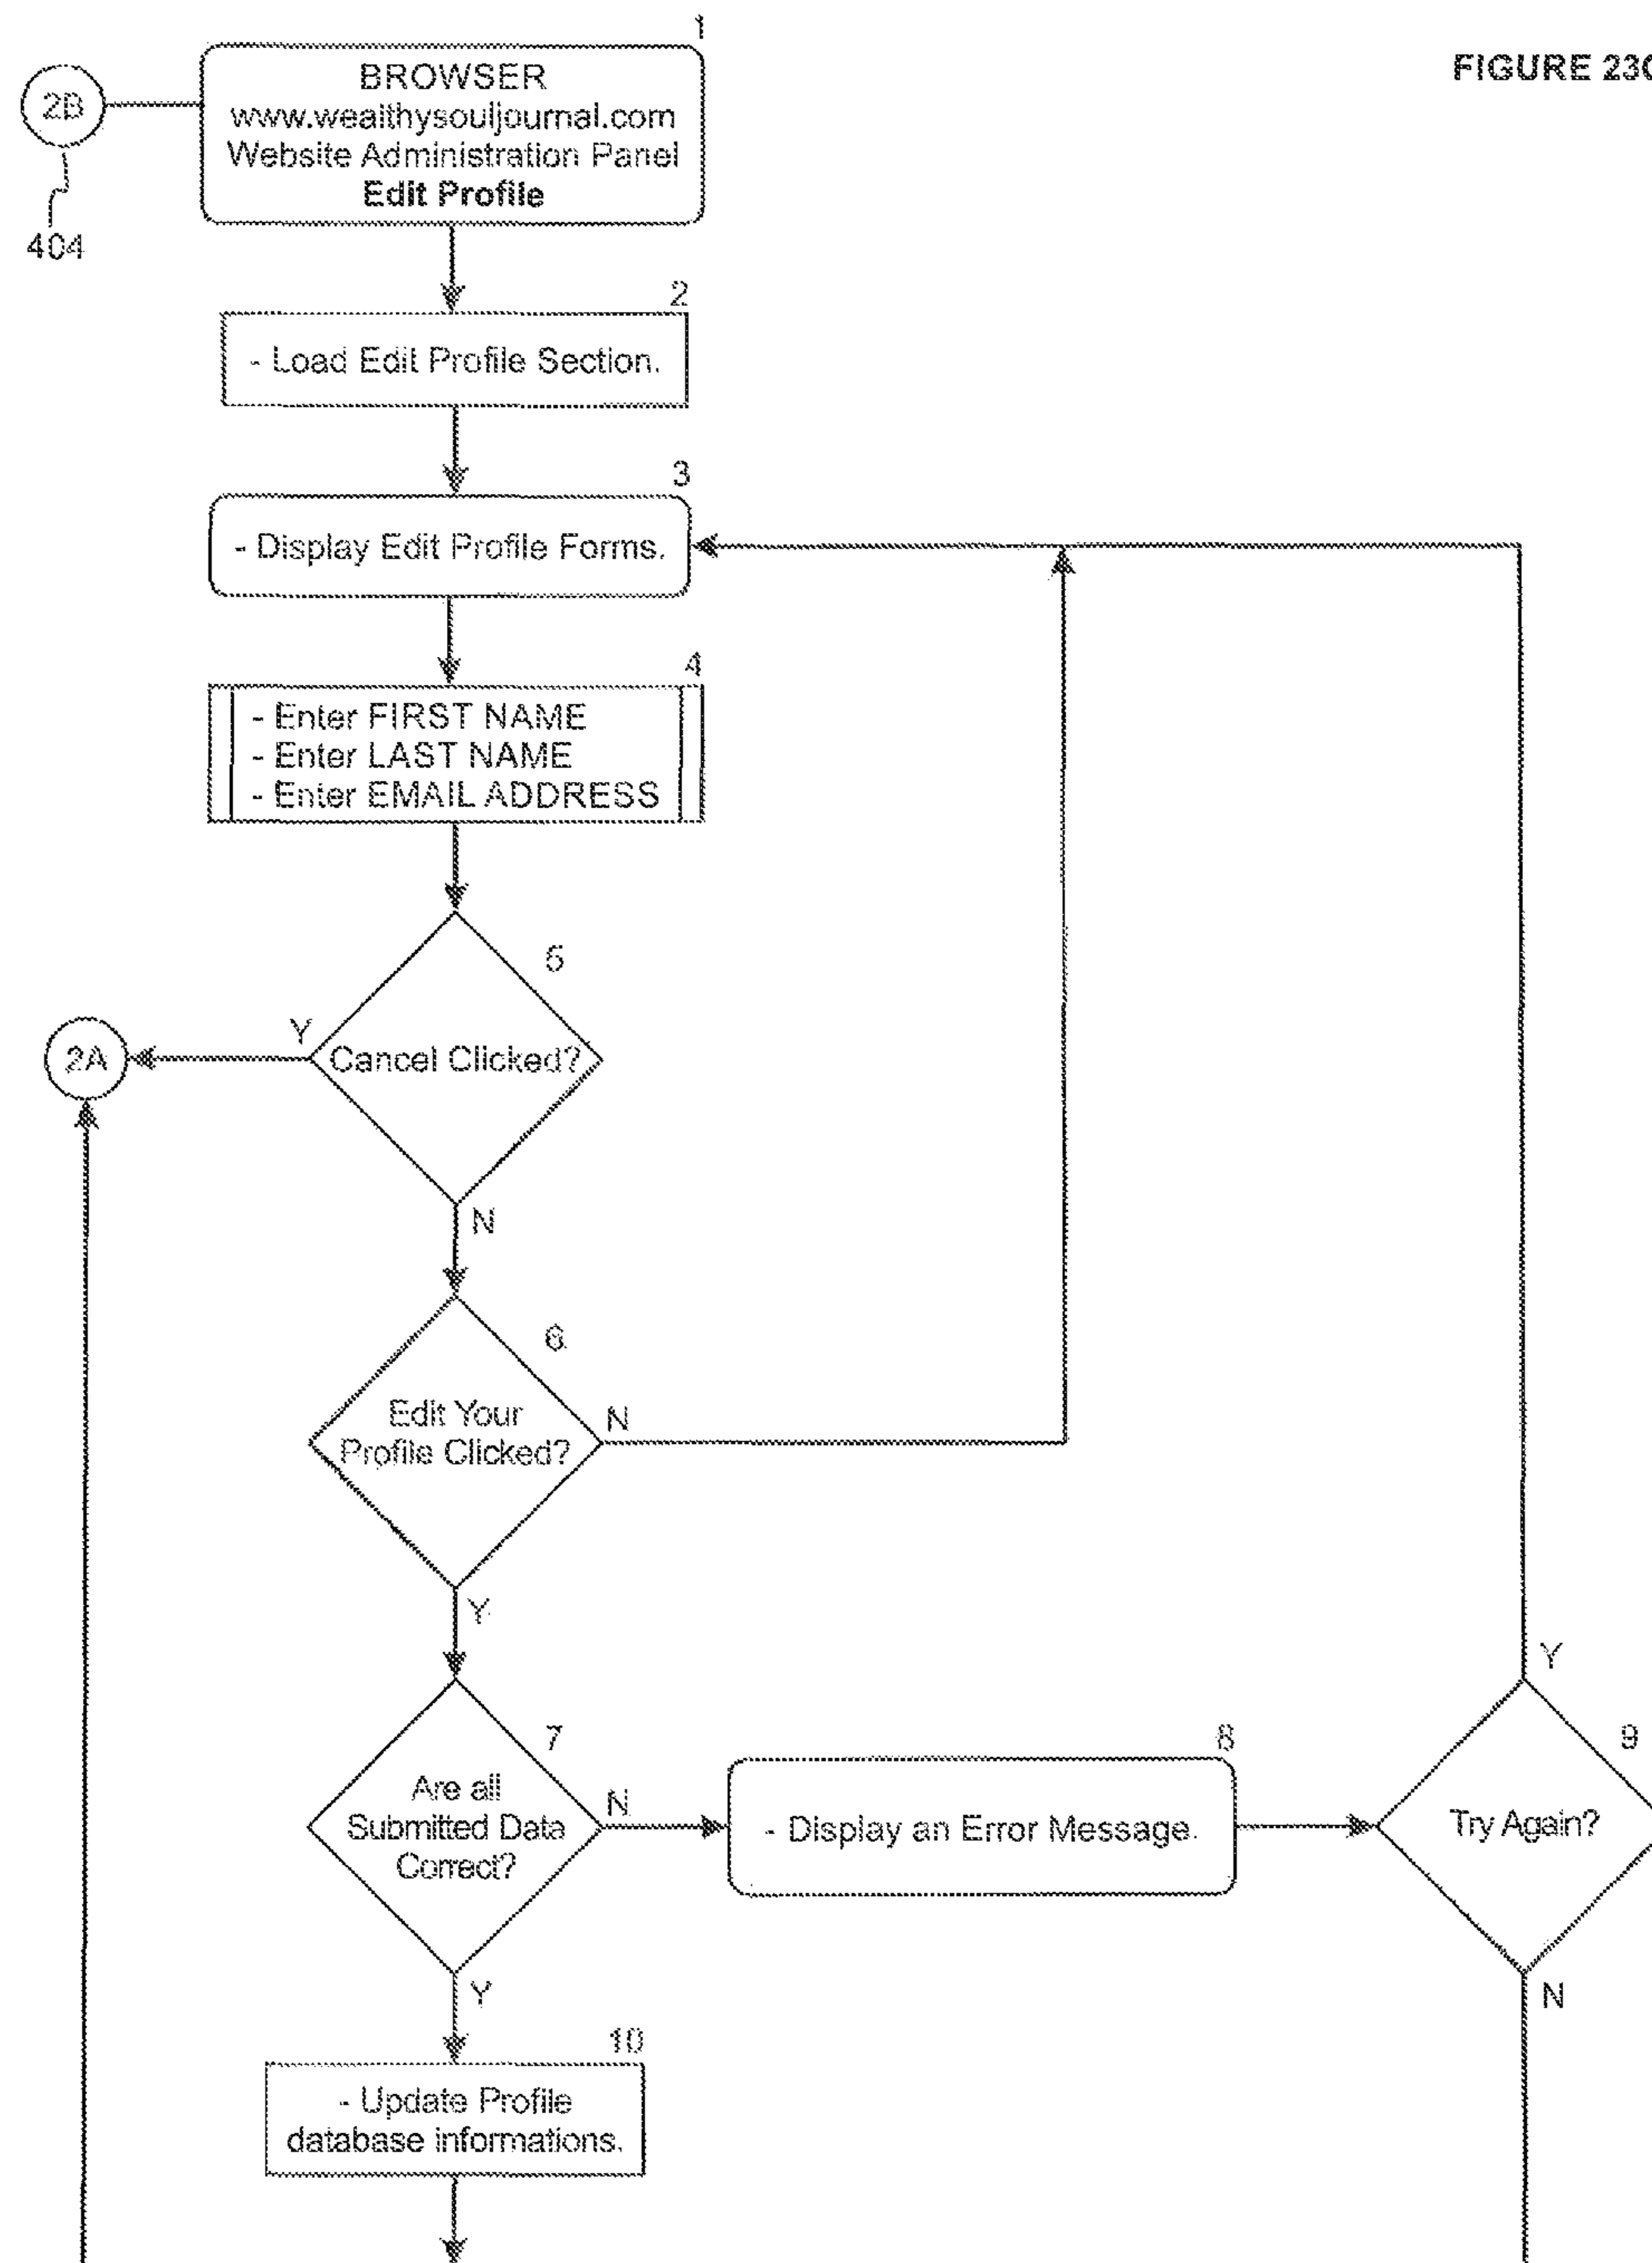 1
FIGURE 23C
2B
BROWSER
www.wealthysouljournal.com
Website Administration Panel
Edit Profile
404
2
- Load Edit Profile Section.
3
- Display Edit Profile Forms.
4
- Enter FIRST NAME
- Enter LAST NAME
- Enter EMAIL ADDRESS
5
Y
2A
Cancel Clicked?
N
6
Edit Your
Profile Clicked?
N
Y
7
Are all
Submitted Data
Correct?
N
8
- Display an Error Message.
Y
9
Try Again?
N
Y
10
- Update Profile
database informations.